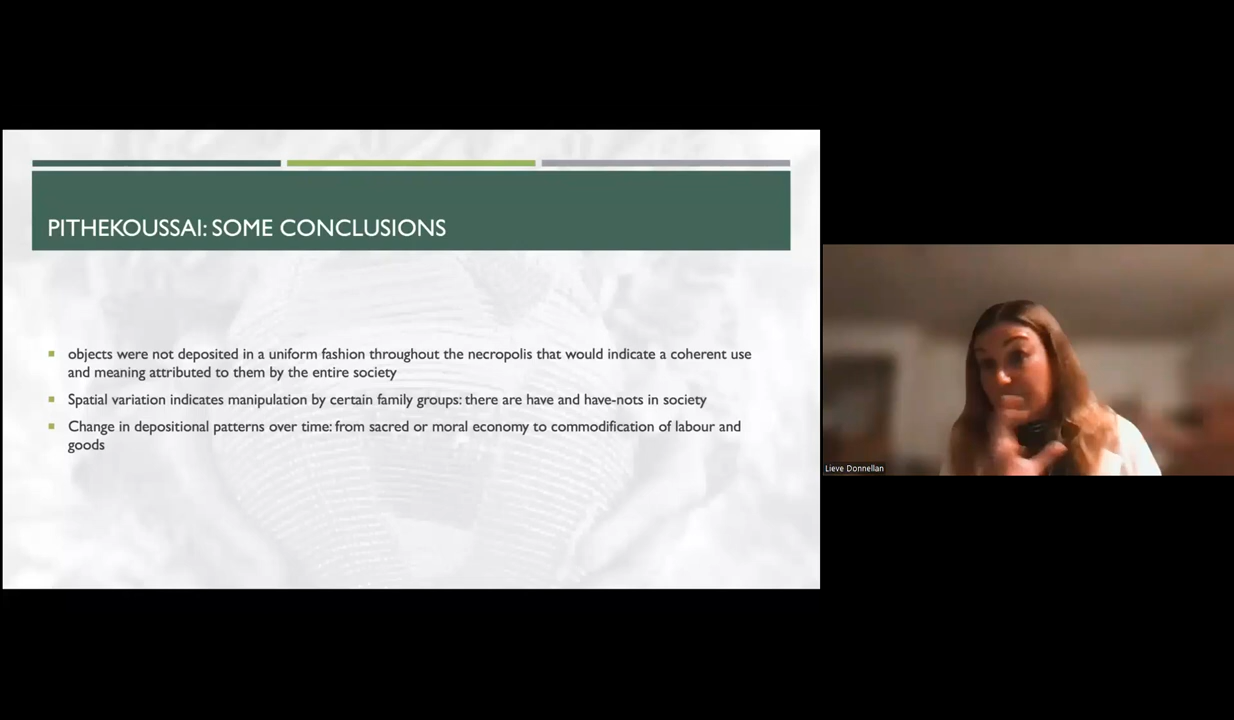 PITHEKOUSSAI: SOME CONCLUSIONS
objects were not deposited in a uniform fashion throughout the necropolis that would indicate a coherent use
and meaning attributed to them by the entire society
Spatial variation indicates manipulation by certain family groups: there are have and have-nots in society
Change in depositional patterns over time: from sacred or moral economy to commodification of labour and
goods
Lieve Donnellan